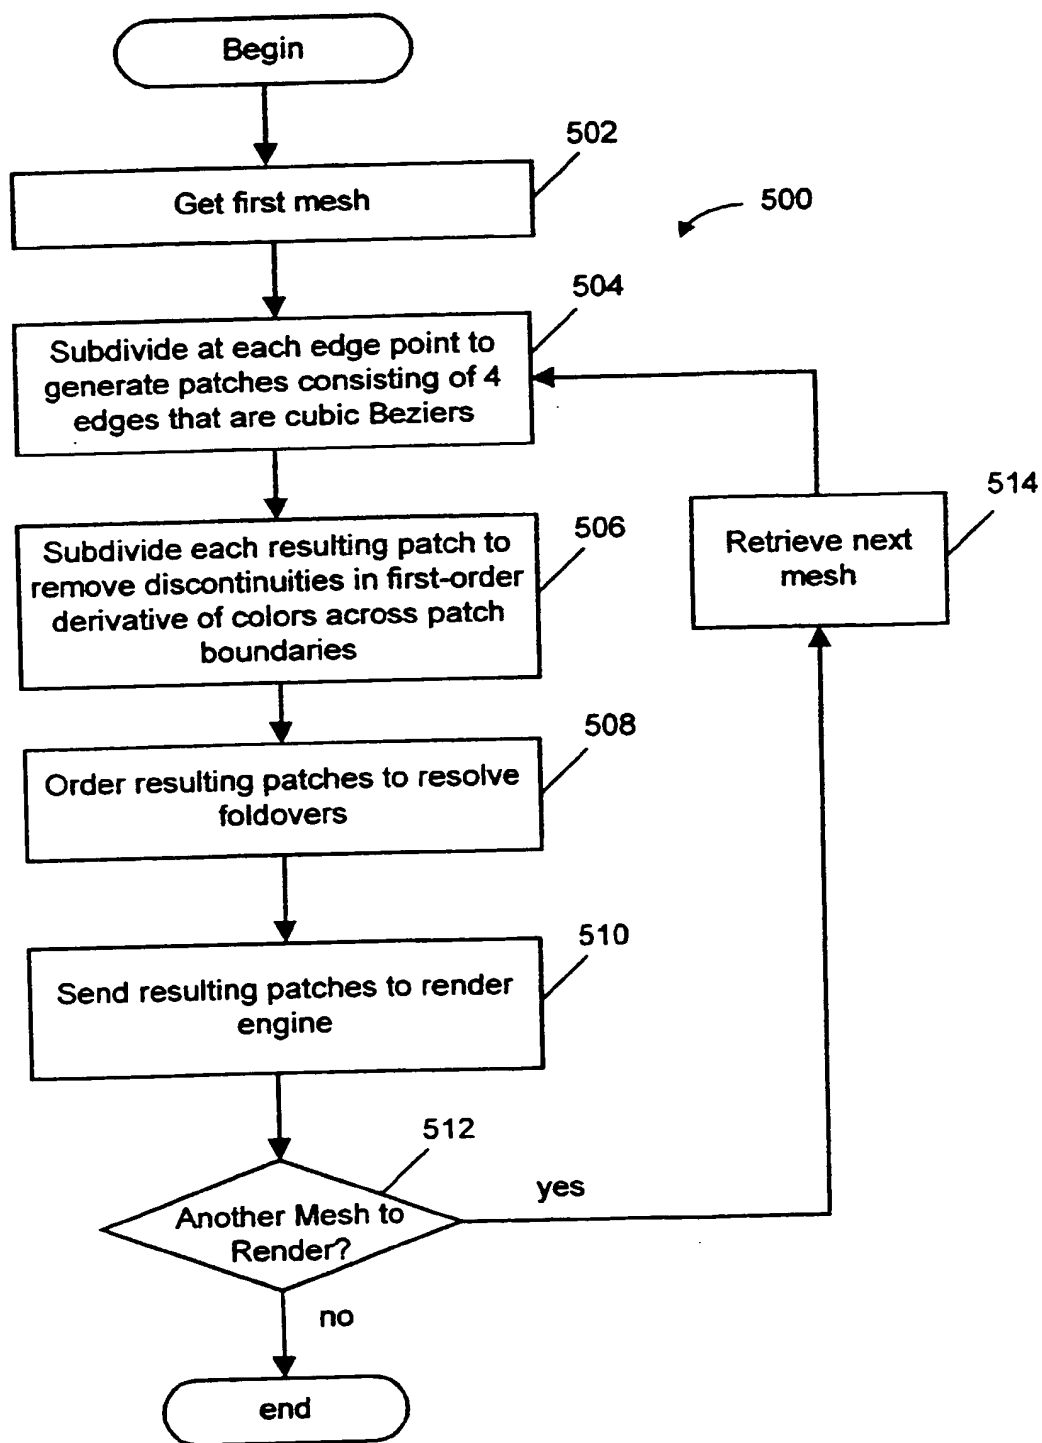 Begin
502
Get first mesh
500
504
Subdivide at each edge point to
generate patches consisting of 4
edges that are cubic Beziers
514
Retrieve next
mesh
506
Subdivide each resulting patch to
remove discontinuities in first-order
derivative of colors across patch
boundaries
508
Order resulting patches to resolve
foldovers
510
Send resulting patches to render
engine
512
Another Mesh to
Render?
yes
no
end